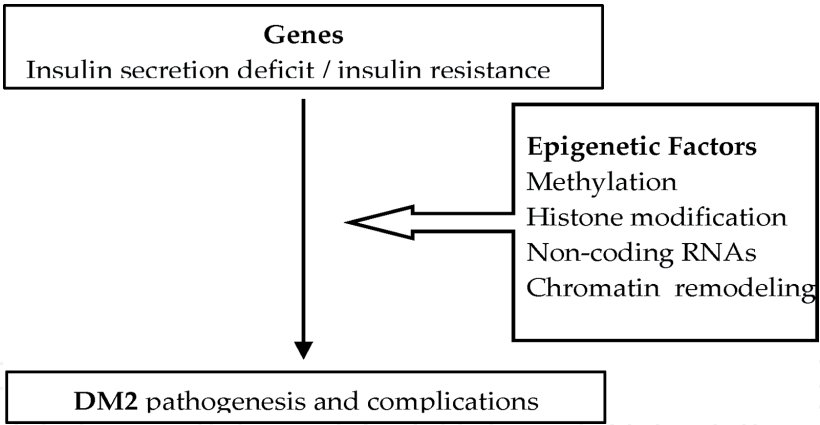 Genes
Insulin secretion deficit / insulin resistance
Epigenetic Factors
Methylation
Histone modification
Non-coding RNAs
Chromatin remodeling
DM2 pathogenesis and complications